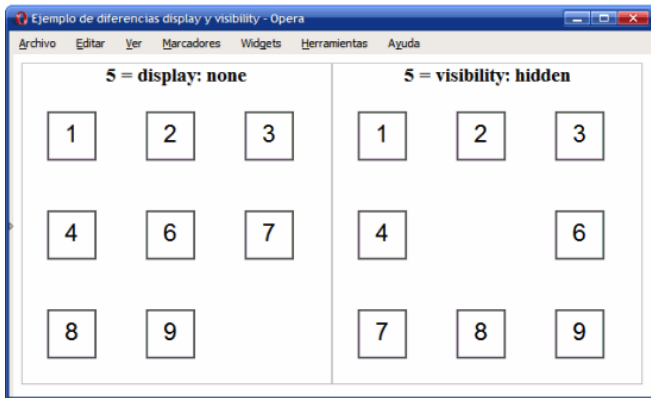 Ejemplo de diferencias display y visibility - Opera
Archivo Editar Ver Marcadores Widgets Herramientas Ayuda
5 = display: none
1 2 3
4 6 7
8 9
5 = visibility: hidden
1 2 3
4 6
7 8 9